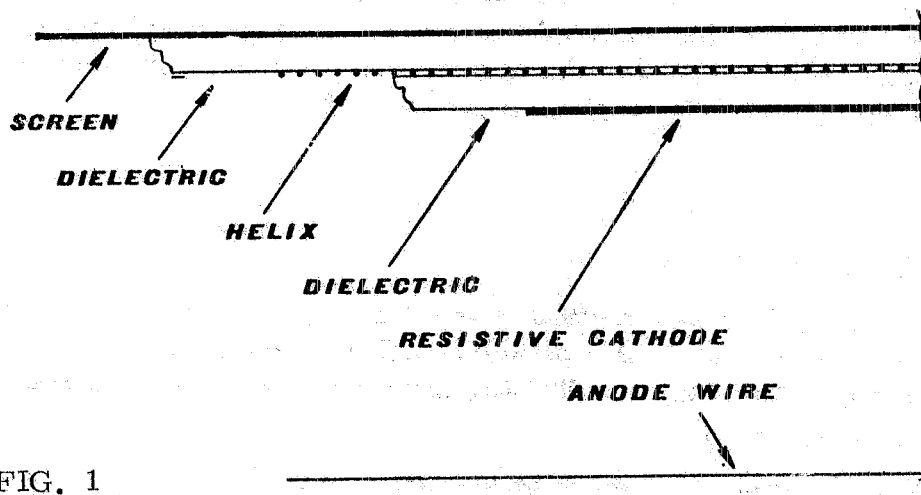 SCREEN
DIELECTRIC
HELIX
DIELECTRIC
RESISTIVE CATHODE
ANODE WIRE
FIG. 1